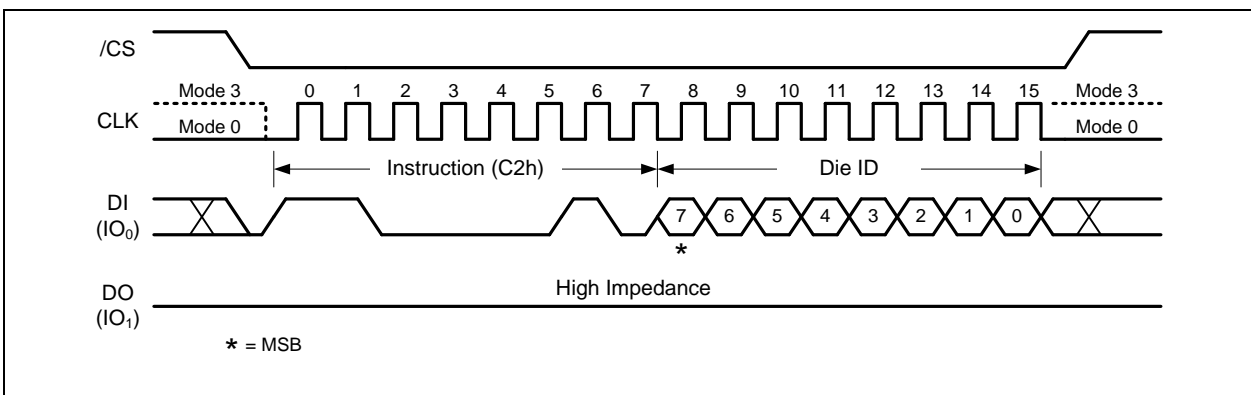 /CS
Mode 3 0 1 2 3 4 5 6 7 8 9 10 11 12 13 14 15 Mode 3
CLK
Mode 0 Mode 0
Instruction (C2h) Die ID
DI
(IO₀)
7 6 5 4 3 2 1 0
*
High Impedance
DO
(IO₁)
* = MSB